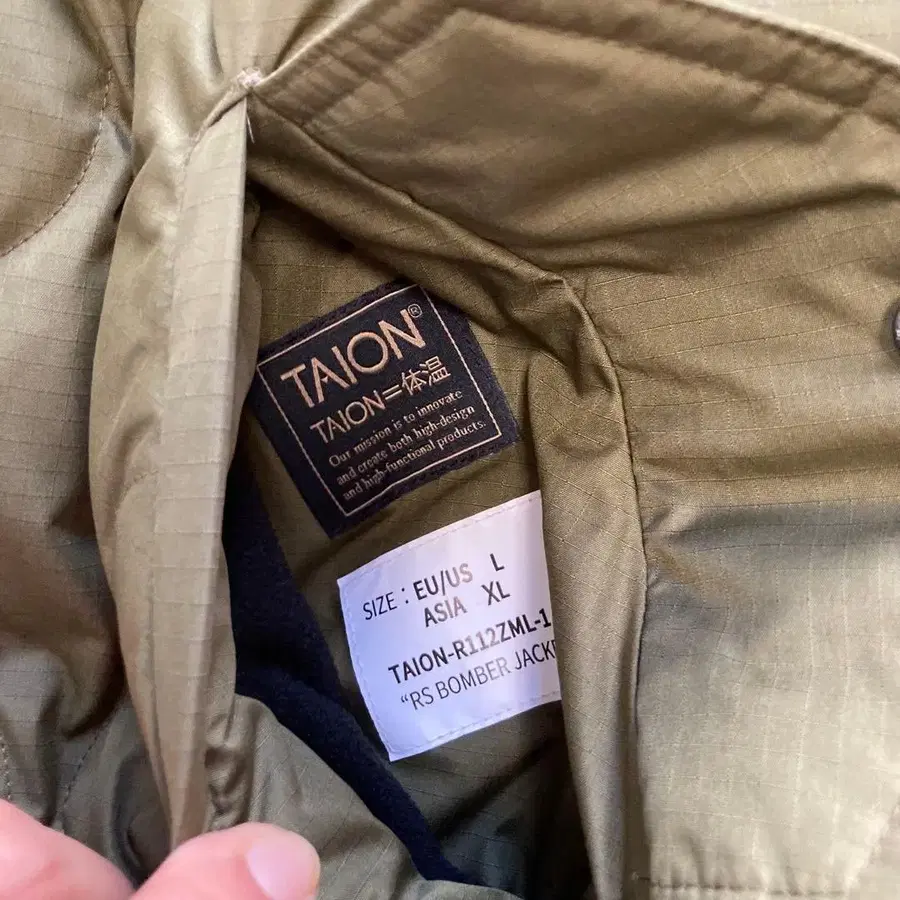 TAION®
TAION=体温
Our mission is to innovate
and create both high-design
and high-functional products.
SIZE : EU/US L
ASIA XL
TAION-R112ZML-1
“RS BOMBER JACKE